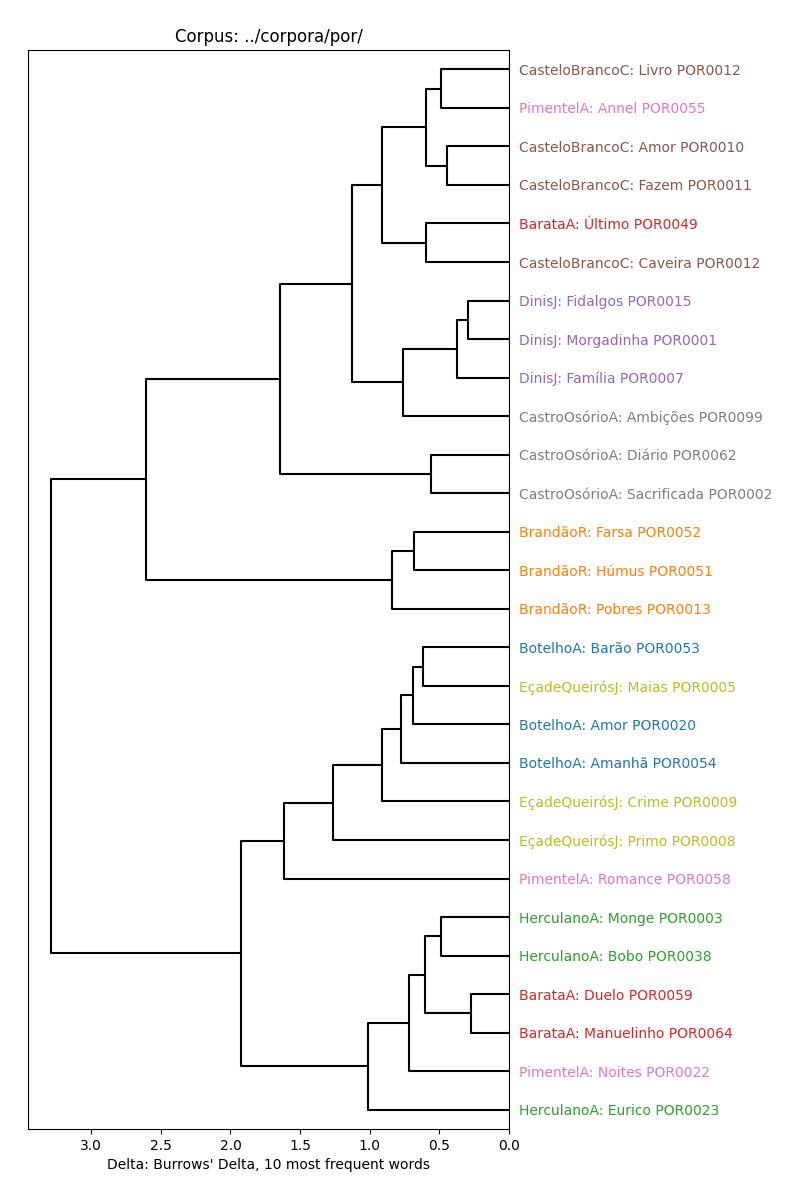 Corpus: ../corpora/por/
CasteloBrancoC: Livro POR0012
PimentelA: Annel POR0055
CasteloBrancoC: Amor POR0010
CasteloBrancoC: Fazem POR0011
BarataA: Último POR0049
CasteloBrancoC: Caveira POR0012
DinisJ: Fidalgos POR0015
DinisJ: Morgadinha POR0001
DinisJ: Família POR0007
CastroOsórioA: Ambições POR0099
CastroOsórioA: Diário POR0062
CastroOsórioA: Sacrificada POR0002
BrandãoR: Farsa POR0052
BrandãoR: Húmus POR0051
BrandãoR: Pobres POR0013
BotelhoA: Barão POR0053
EçadeQueirósJ: Maias POR0005
BotelhoA: Amor POR0020
BotelhoA: Amanhã POR0054
EçadeQueirósJ: Crime POR0009
EçadeQueirósJ: Primo POR0008
PimentelA: Romance POR0058
HerculanoA: Monge POR0003
HerculanoA: Bobo POR0038
BarataA: Duelo POR0059
BarataA: Manuelinho POR0064
PimentelA: Noites POR0022
HerculanoA: Eurico POR0023
3.0 2.5 2.0 1.5 1.0 0.5 0.0
Delta: Burrows' Delta, 10 most frequent words